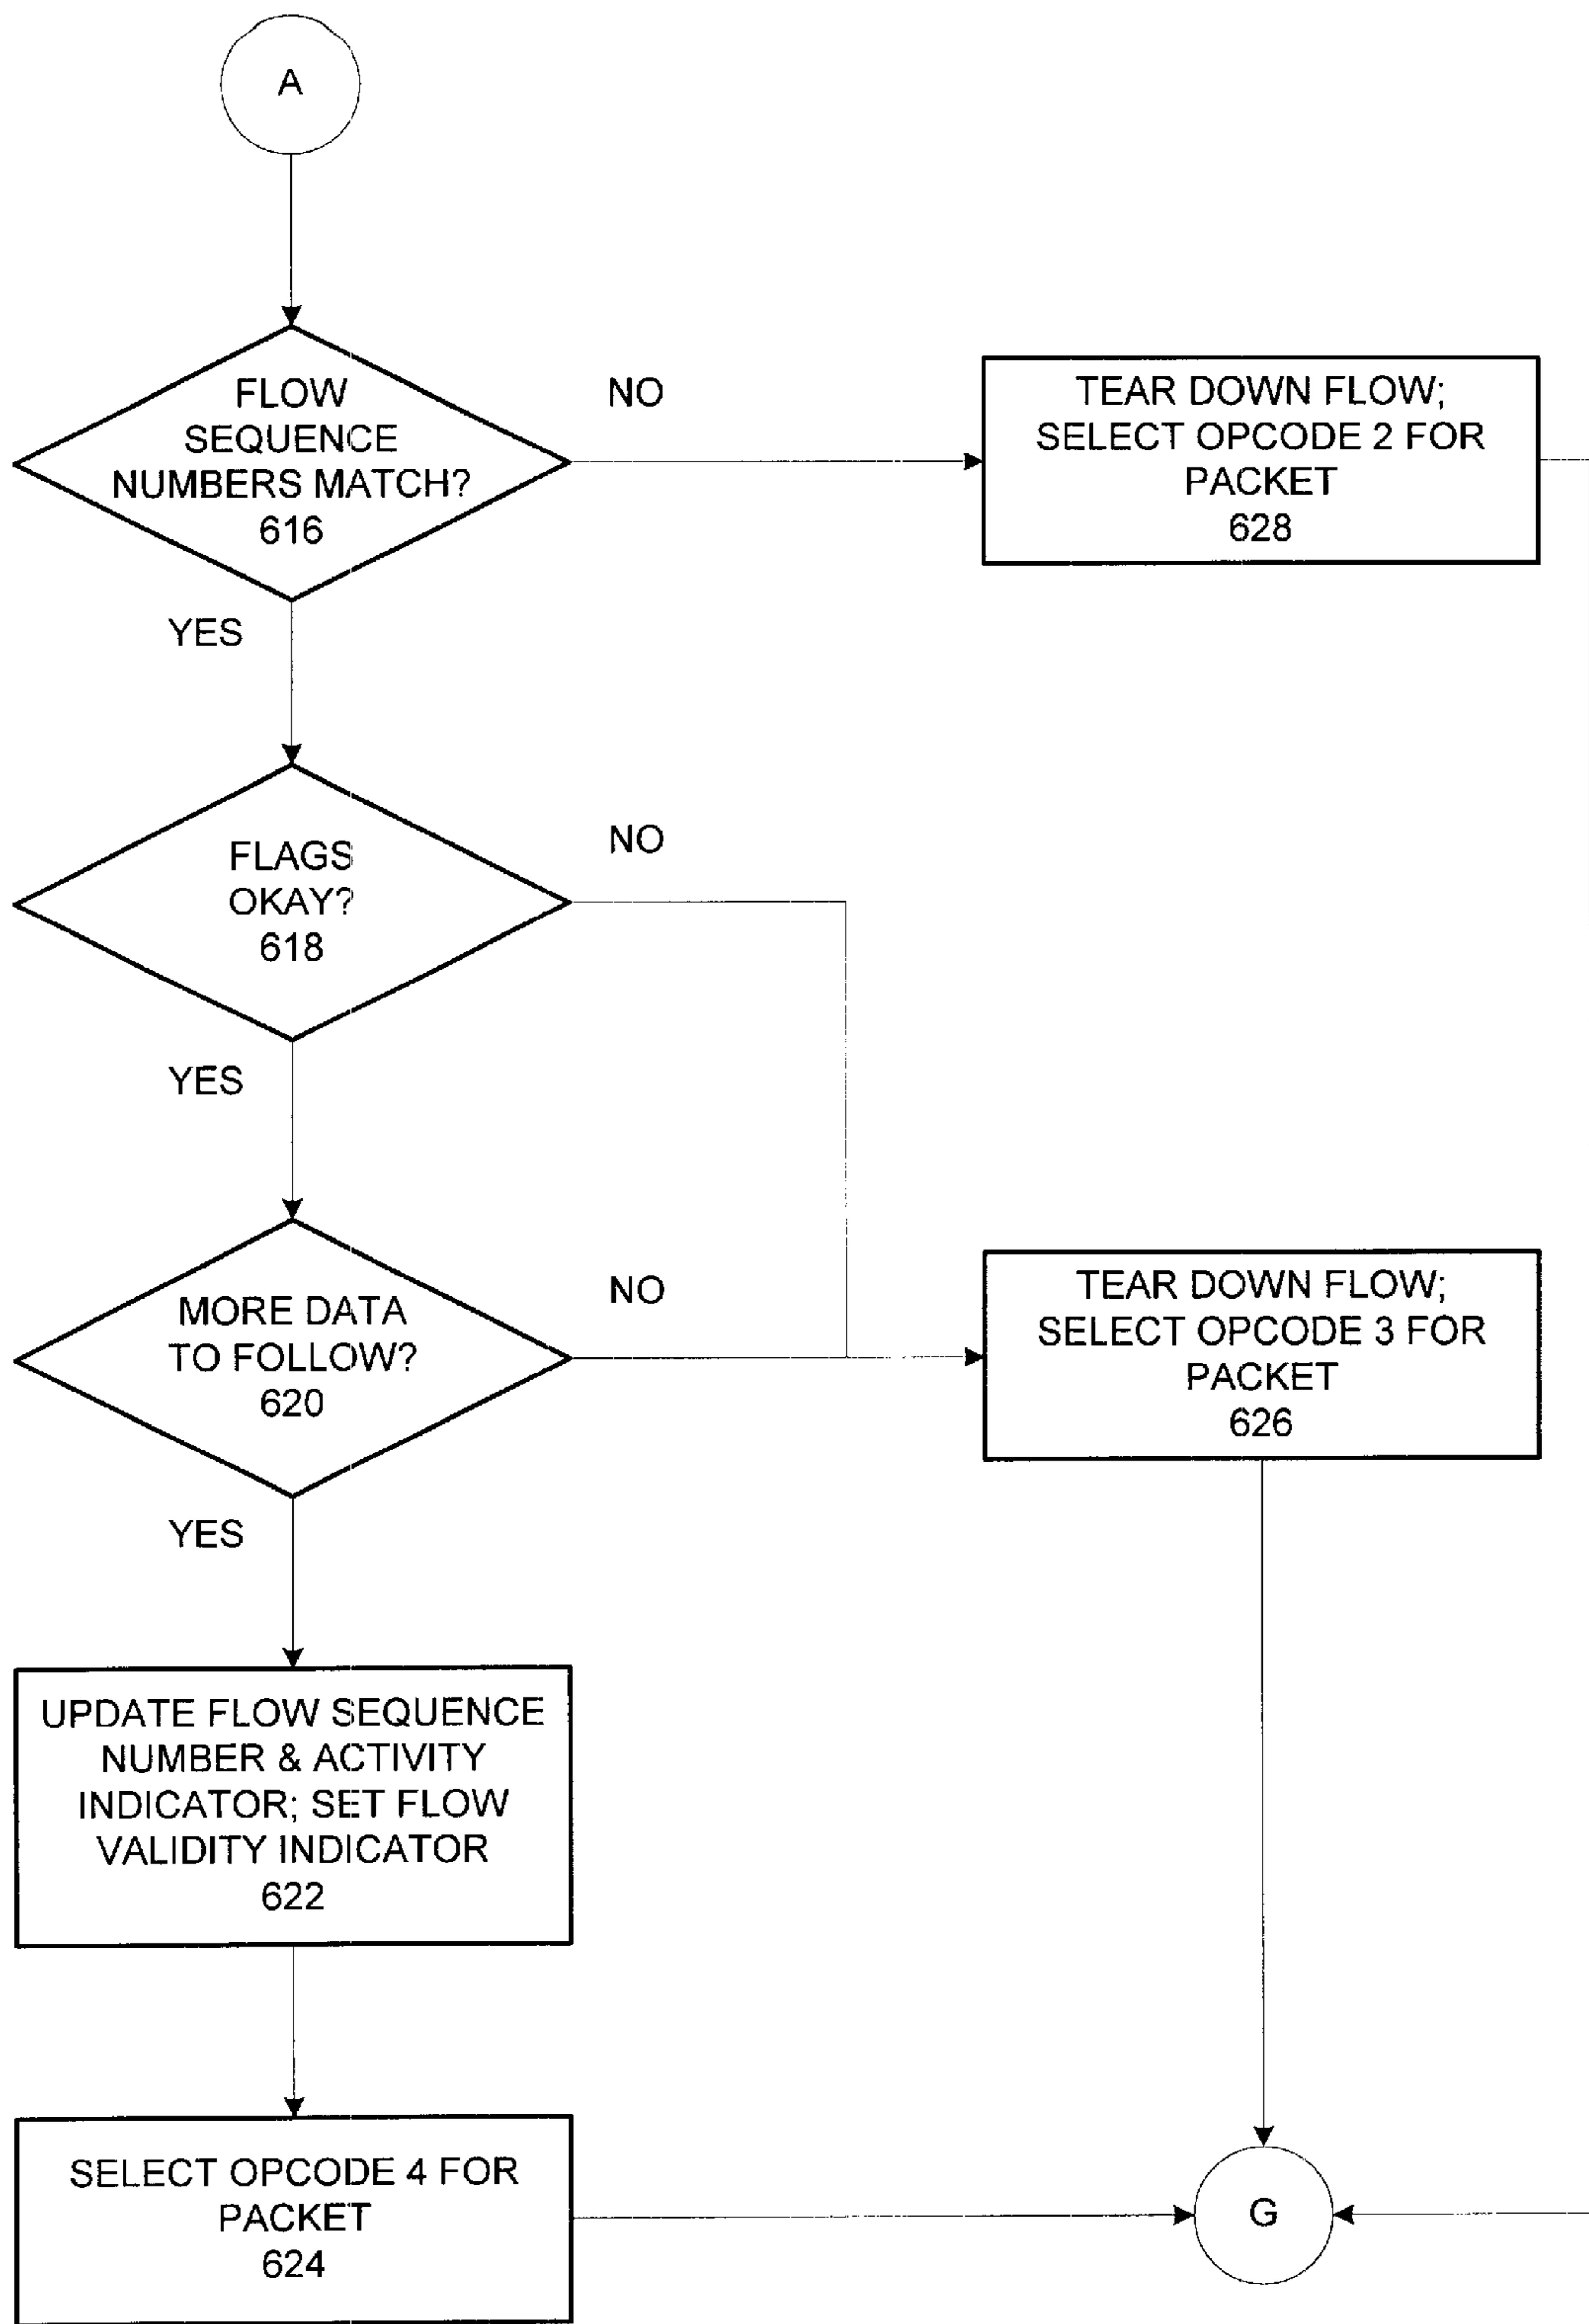 A
FLOW
SEQUENCE
NUMBERS MATCH?
616
NO
TEAR DOWN FLOW;
SELECT OPCODE 2 FOR
PACKET
628
YES
FLAGS
OKAY?
618
NO
YES
MORE DATA
TO FOLLOW?
620
NO
TEAR DOWN FLOW;
SELECT OPCODE 3 FOR
PACKET
626
YES
UPDATE FLOW SEQUENCE
NUMBER & ACTIVITY
INDICATOR; SET FLOW
VALIDITY INDICATOR
622
SELECT OPCODE 4 FOR
PACKET
624
G